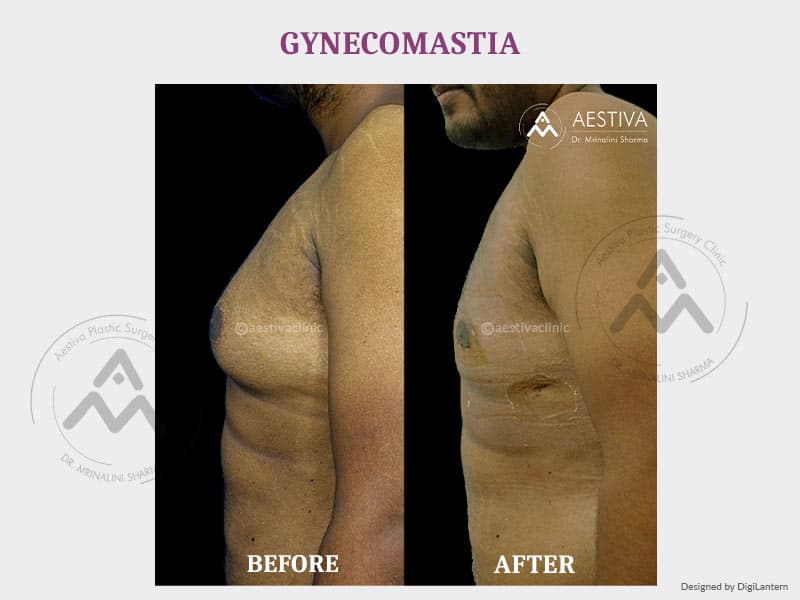 GYNECOMASTIA
AESTIVA
Dr. Mrinalini Sharma
Aestiva Plastic Surgery Clinic
©aestivaclinic
©aestivaclinic
DR. MRINALINI SHARMA
Aestiva Plastic Surge
DR. MRINALINI SHARM
BEFORE
AFTER
Designed by DigiLantern